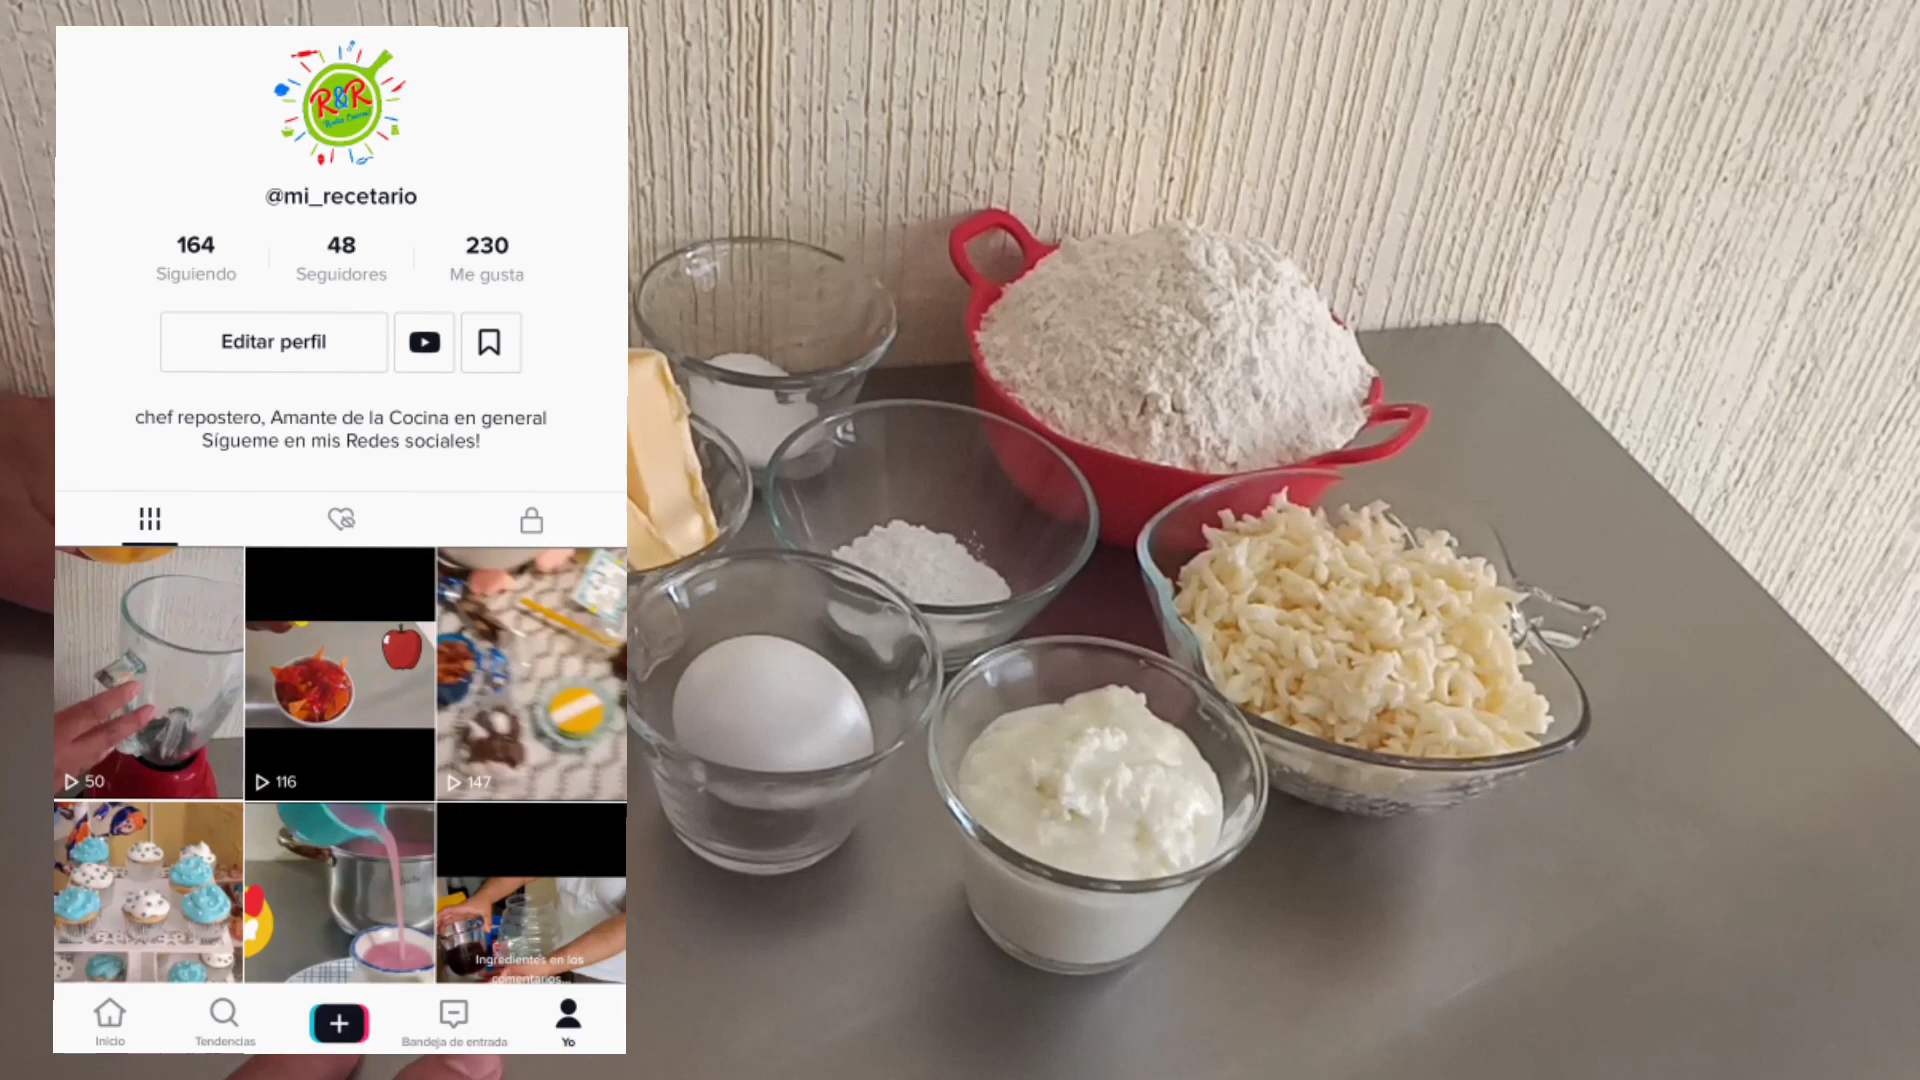 R&R
@mi_recetario
164
48
230
Siguiendo
Seguidores
Me gusta
Editar perfil
chef repostero, Amante de la Cocina en general
Sígueme en mis Redes sociales!
50
116
147
Ingredientes en los
comentarios...
Inicio
Tendencias
Bandeja de entrada
Yo